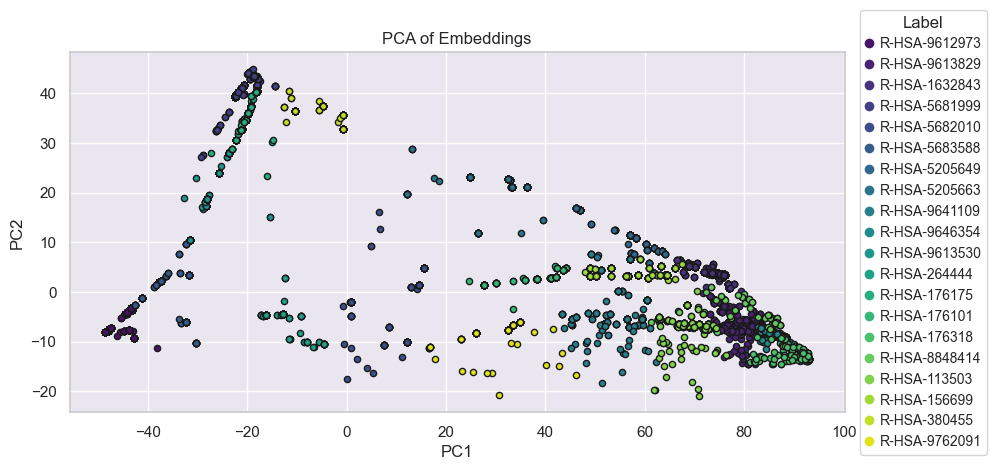 PCA of Embeddings
Label
R-HSA-9612973
R-HSA-9613829
R-HSA-1632843
R-HSA-5681999
R-HSA-5682010
R-HSA-5683588
R-HSA-5205649
R-HSA-5205663
R-HSA-9641109
R-HSA-9646354
R-HSA-9613530
R-HSA-264444
R-HSA-176175
R-HSA-176101
R-HSA-176318
R-HSA-8848414
R-HSA-113503
R-HSA-156699
R-HSA-380455
R-HSA-9762091
PC2
40
30
20
10
0
−10
−20
−40
−20
0
20
40
60
80
100
PC1